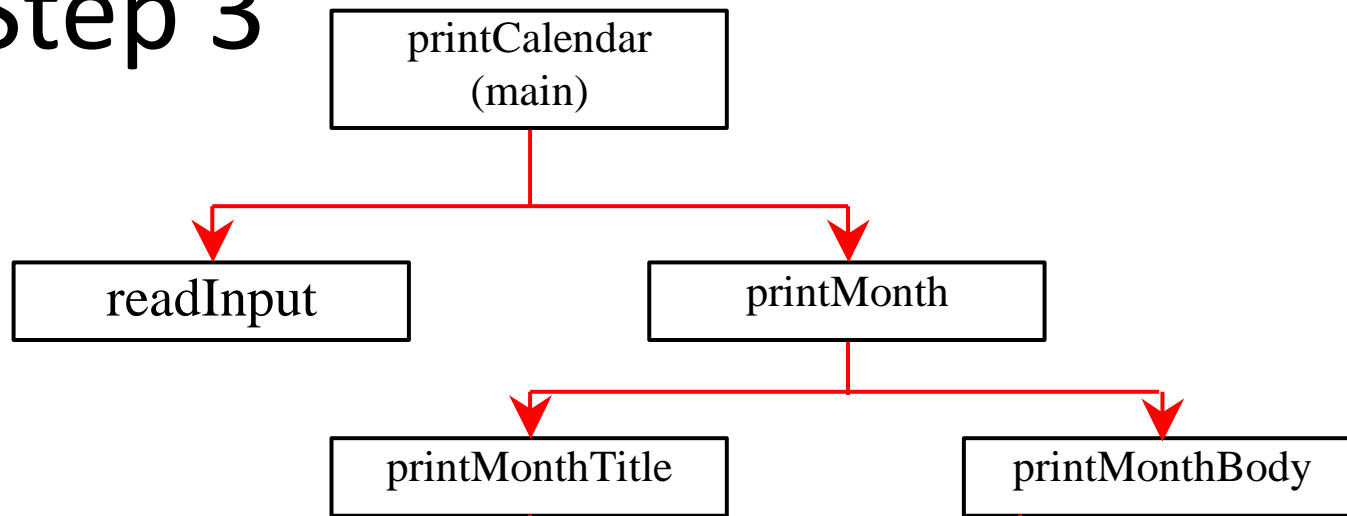 Step 3
printCalendar
(main)
readInput
printMonth
printMonthTitle
printMonthBody